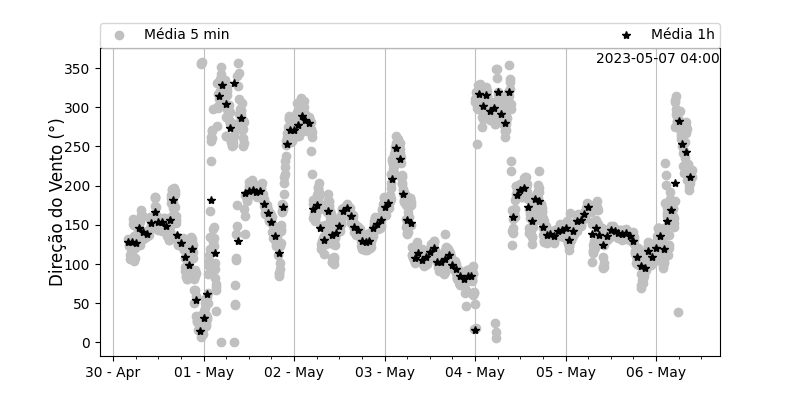 Média 5 min
Média 1h
2023-05-07 04:00
Direção do Vento (°)
350
300
250
200
150
100
50
0
30 - Apr
01 - May
02 - May
03 - May
04 - May
05 - May
06 - May